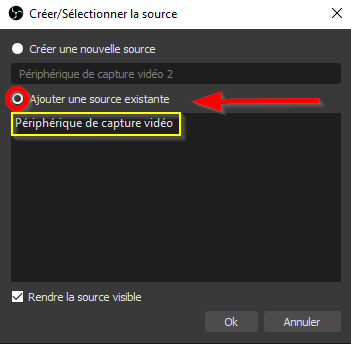 Créer/Sélectionner la source
Créer une nouvelle source
Périphérique de capture vidéo 2
Ajouter une source existante
Périphérique de capture vidéo
Rendre la source visible
Ok
Annuler